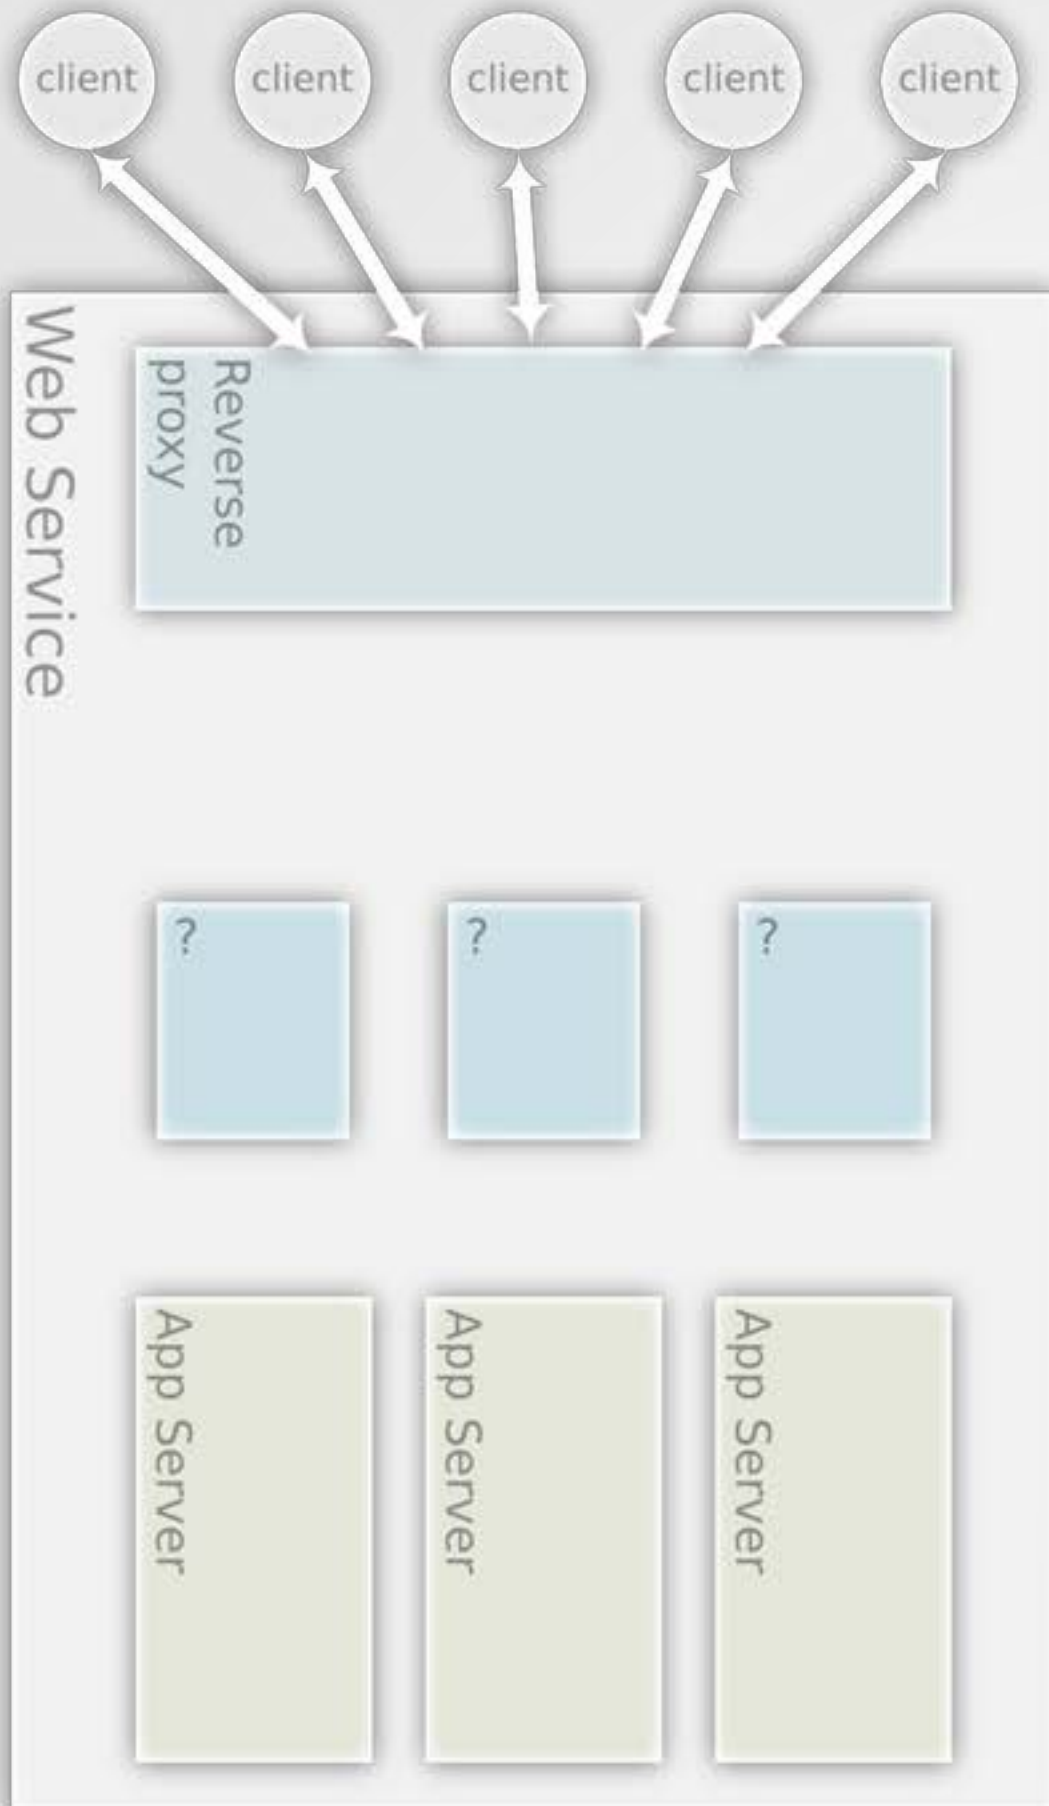 client
client
client
client
client
Web Service
Reverse
proxy
?
?
?
App Server
App Server
App Server